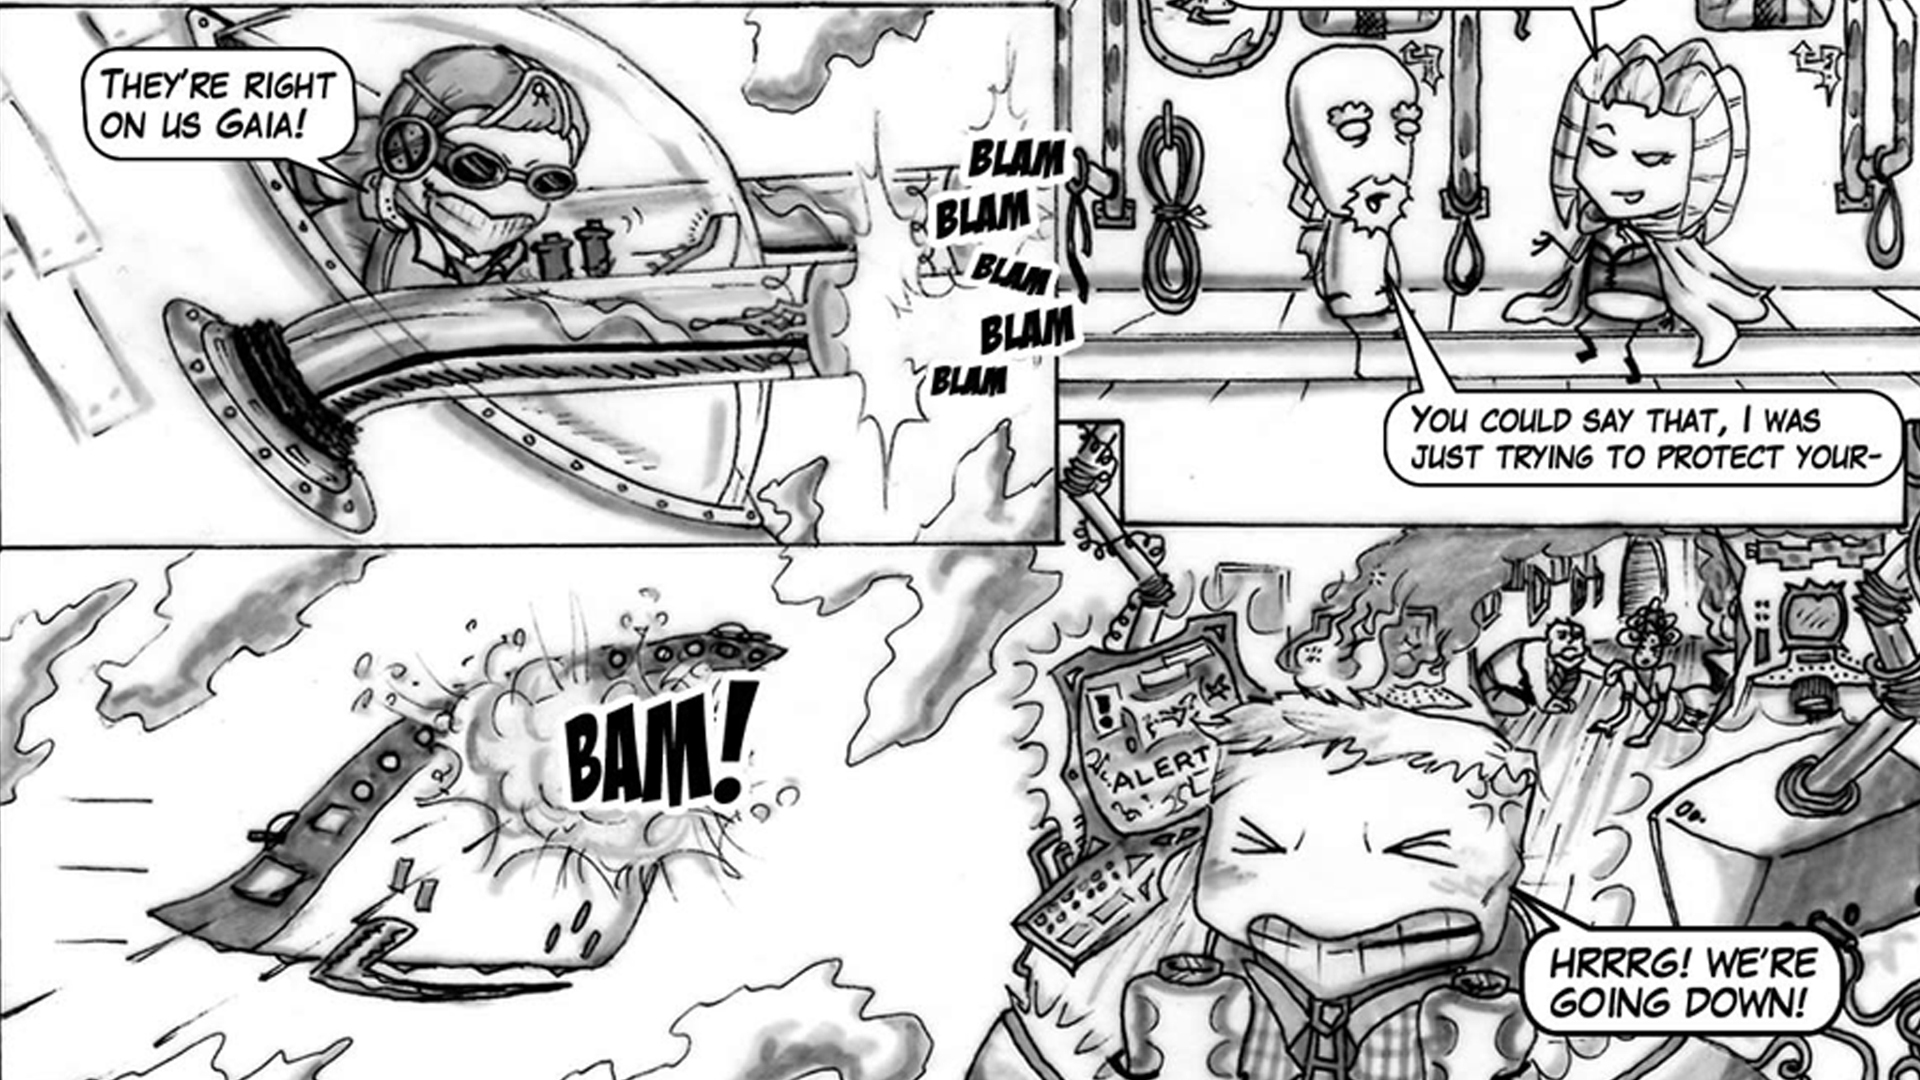 THEY'RE RIGHT
ON US GAIA!
BLAM
BLAM
BLAM
BLAM
BLAM
YOU COULD SAY THAT, I WAS
JUST TRYING TO PROTECT YOUR-
BAM!
!
ALERT
HRRRG! WE'RE
GOING DOWN!